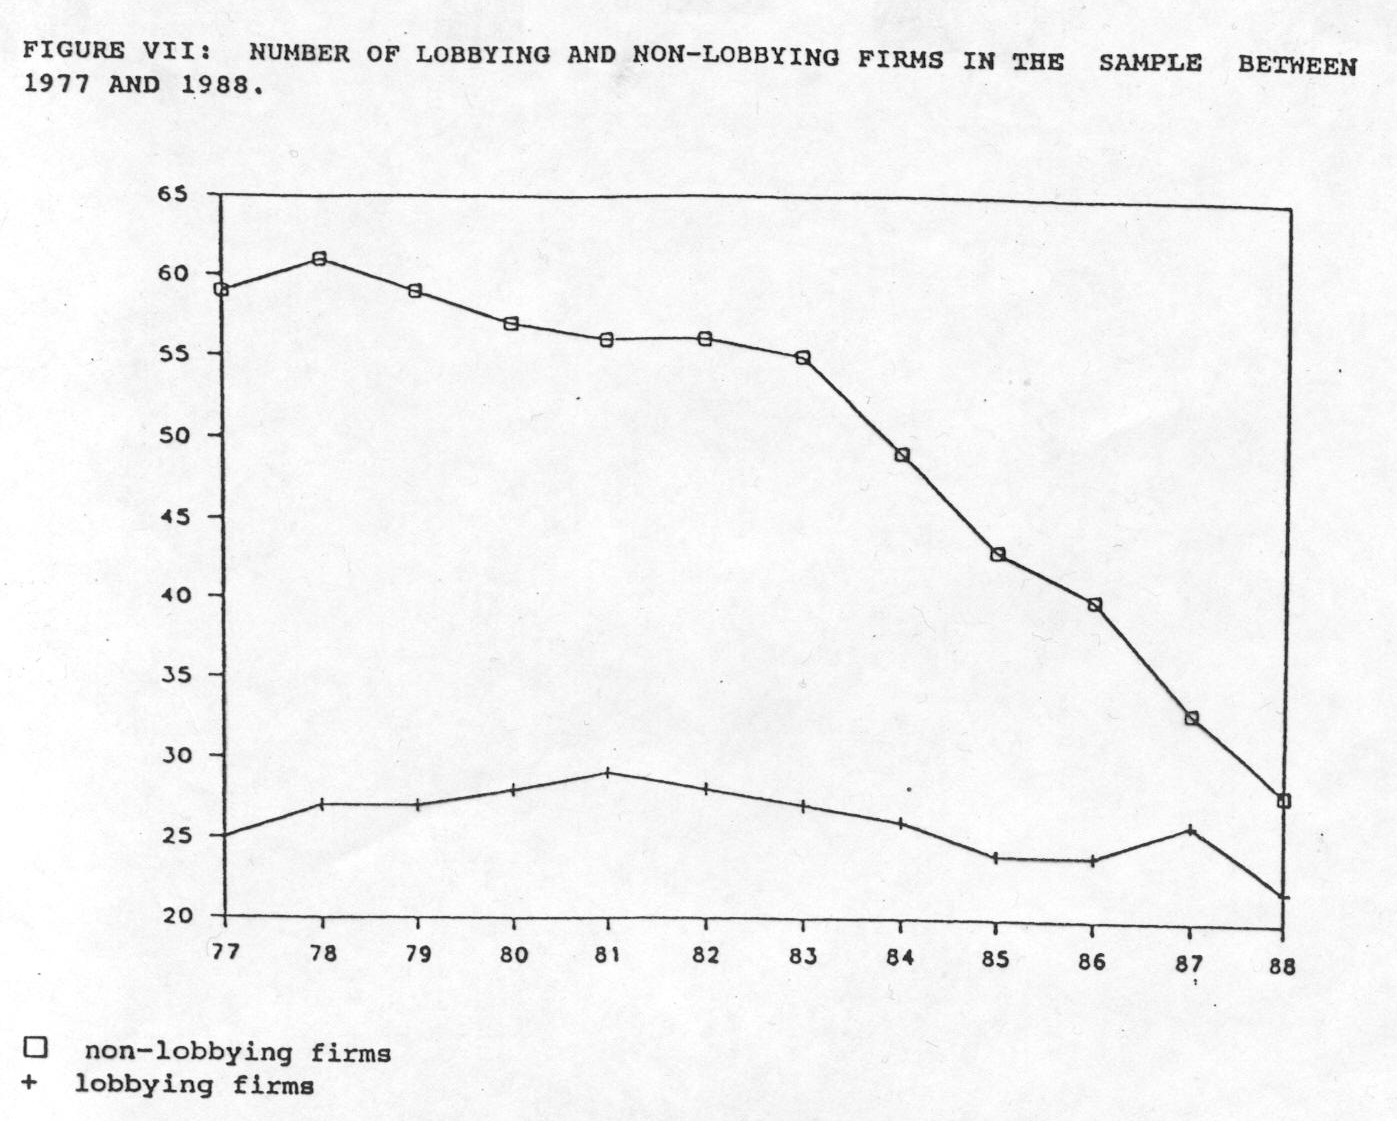 FIGURE VII: NUMBER OF LOBBYING AND NON-LOBBYING FIRMS IN THE SAMPLE BETWEEN
1977 AND 1988.
65
60
55
50
45
40
35
30
25
20
77 78 79 80 81 82 83 84 85 86 87 88
□ non-lobbying firms
+ lobbying firms